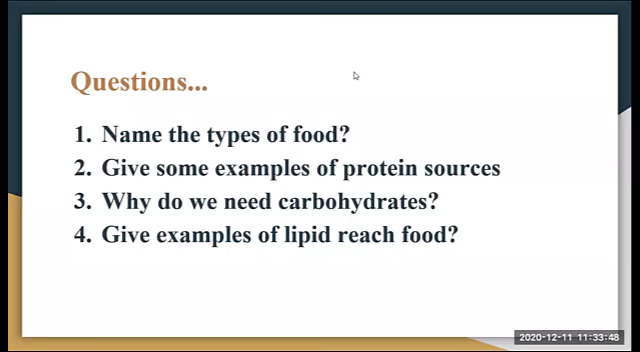 Questions...
1. Name the types of food?
2. Give some examples of protein sources
3. Why do we need carbohydrates?
4. Give examples of lipid reach food?
2020-12-11 11:33:48